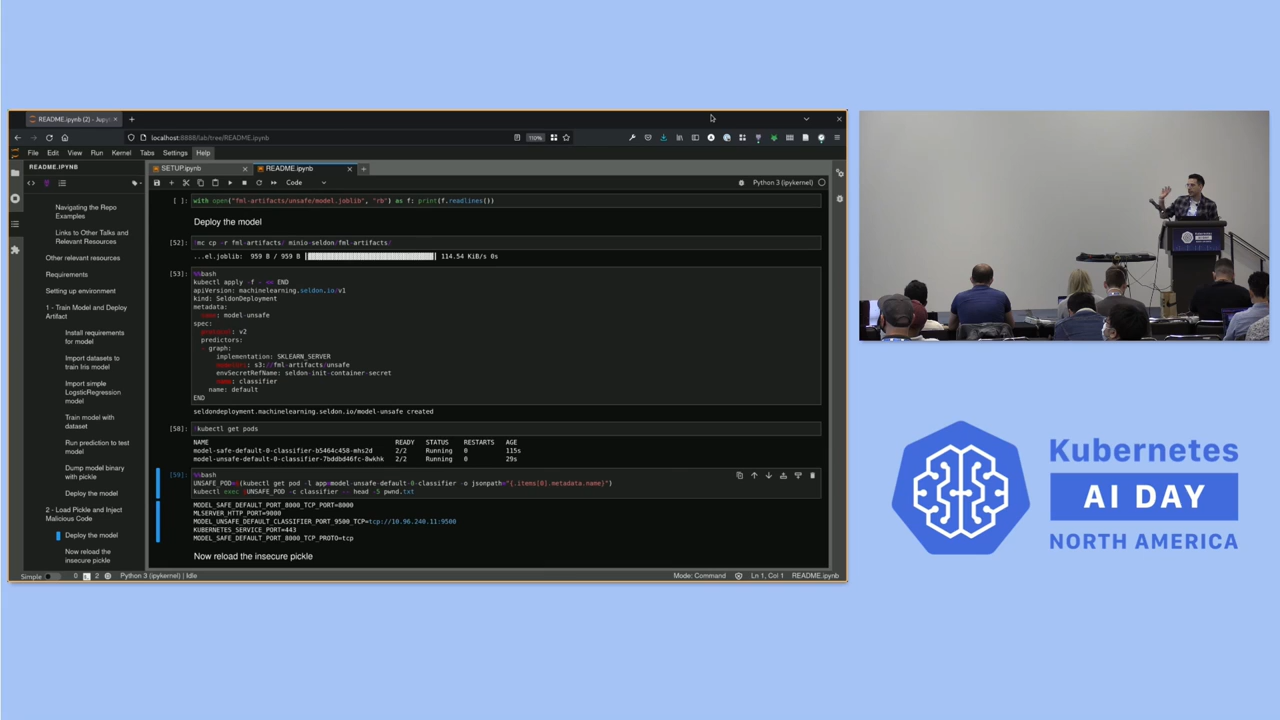 README.ipynb (2) - Jupyt
localhost:8888/lab/tree/README.ipynb
110%
File Edit View Run Kernel Tabs Settings Help
README.IPYNB
SETUP.ipynb
README.ipynb
Code
Python 3 (ipykernel)
Navigating the Repo
Examples
Links to Other Talks and
Relevant Resources
Other relevant resources
Requirements
Setting up environment
1 - Train Model and Deploy
Artifact
Install requirements
for model
Import datasets to
train Iris model
Import simple
LogsticRegression
model
Train model with
dataset
Run prediction to test
model
Dump model binary
with pickle
Deploy the model
2 - Load Pickle and Inject
Malicious Code
Deploy the model
Now reload the
insecure pickle
[ ]: with open("fml-artifacts/unsafe/model.joblib", "rb") as f: print(f.readlines())
Deploy the model
[52]: !mc cp -r fml-artifacts/ minio-seldon/fml-artifacts/
...el.joblib: 959 B / 959 B 114.54 KiB/s 0s
[53]: %%bash
kubectl apply -f - << END
apiVersion: machinelearning.seldon.io/v1
kind: SeldonDeployment
metadata:
name: model-unsafe
spec:
protocol: v2
predictors:
- graph:
implementation: SKLEARN_SERVER
modelUri: s3://fml-artifacts/unsafe
envSecretRefName: seldon-init-container-secret
name: classifier
name: default
END
seldondeployment.machinelearning.seldon.io/model-unsafe created
[58]: !kubectl get pods
NAME READY STATUS RESTARTS AGE
model-safe-default-0-classifier-b5464c458-mhs2d 2/2 Running 0 115s
model-unsafe-default-0-classifier-7bddbd46fc-0wkhk 2/2 Running 0 29s
[59]: %%bash
UNSAFE_POD=$(kubectl get pod -l app=model-unsafe-default-0-classifier -o jsonpath="{.items[0].metadata.name}")
kubectl exec $UNSAFE_POD -c classifier -- head -5 pwnd.txt
MODEL_SAFE_DEFAULT_PORT_8000_TCP_PORT=8000
MLSERVER_HTTP_PORT=9000
MODEL_UNSAFE_DEFAULT_CLASSIFIER_PORT_9500_TCP=tcp://10.96.240.11:9500
KUBERNETES_SERVICE_PORT=443
MODEL_SAFE_DEFAULT_PORT_8000_TCP_PROTO=tcp
Now reload the insecure pickle
Simple 0 2 Python 3 (ipykernel) | Idle
Mode: Command Ln 1, Col 1 README.ipynb
Kubernetes
AI DAY
NORTH AMERICA